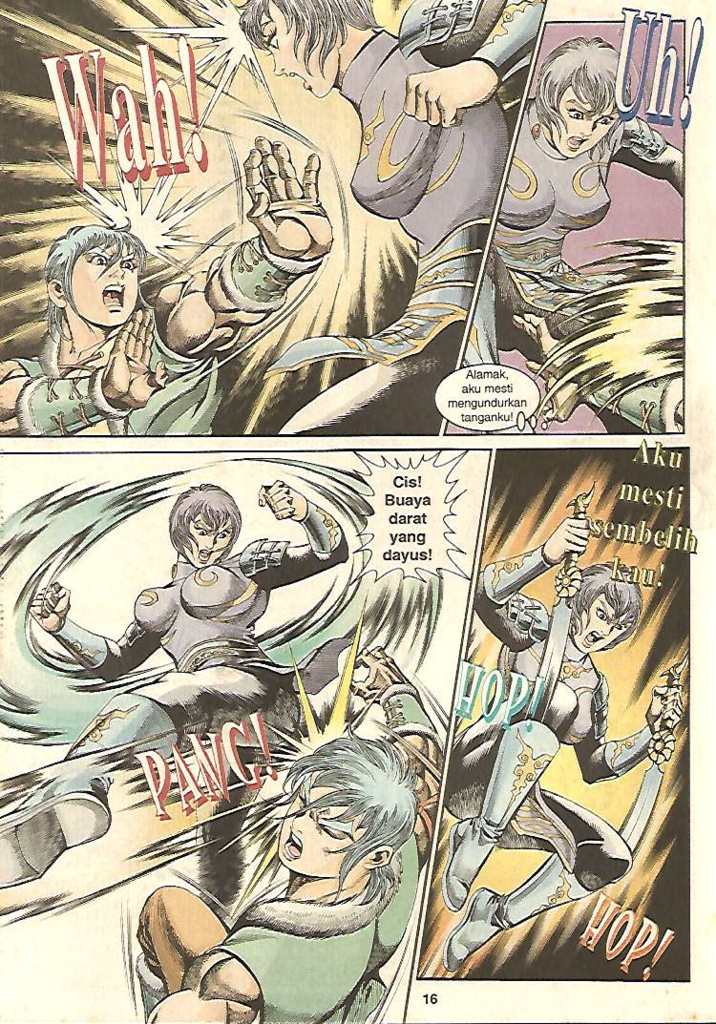 Wah!
Uh!
Alamak,
aku mesti
mengundurkan
tanganku!
Cis!
Buaya
darat
yang
dayus!
PANG!
Aku
mesti
sembelih
kau!
HOP!
HOP!
16